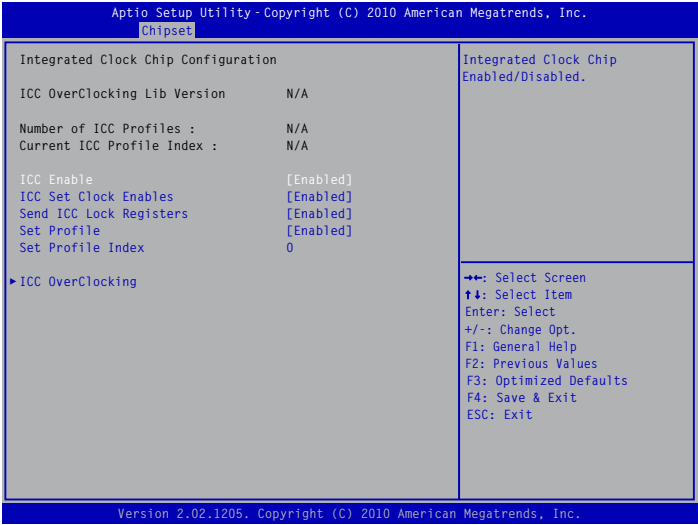 Aptio Setup Utility - Copyright (C) 2010 American Megatrends, Inc.
Chipset
Integrated Clock Chip Configuration
ICC OverClocking Lib Version N/A
Number of ICC Profiles : N/A
Current ICC Profile Index : N/A
ICC Enable [Enabled]
ICC Set Clock Enables [Enabled]
Send ICC Lock Registers [Enabled]
Set Profile [Enabled]
Set Profile Index 0
►ICC OverClocking
Integrated Clock Chip
Enabled/Disabled.
→←: Select Screen
↑↓: Select Item
Enter: Select
+/-: Change Opt.
F1: General Help
F2: Previous Values
F3: Optimized Defaults
F4: Save & Exit
ESC: Exit
Version 2.02.1205. Copyright (C) 2010 American Megatrends, Inc.